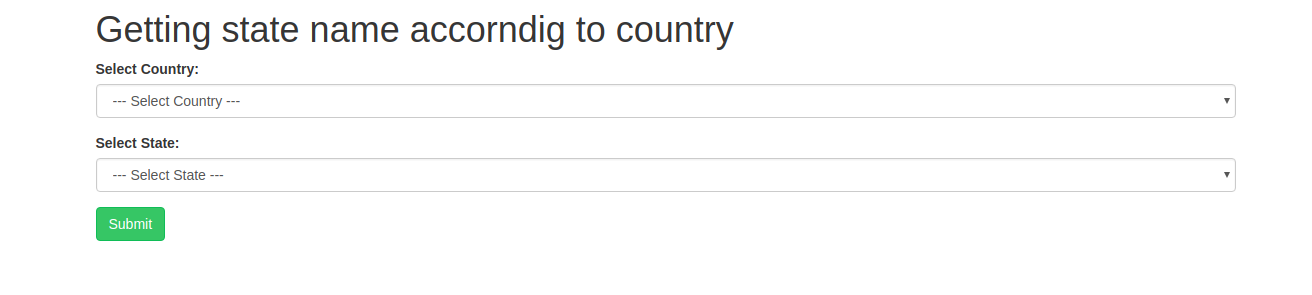 Getting state name accorndig to country
Select Country:
--- Select Country ---
Select State:
--- Select State ---
Submit